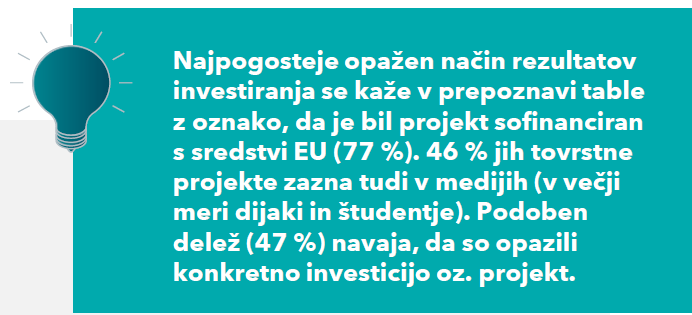 Najpogosteje opažen način rezultatov
investiranja se kaže v prepoznavi table
z oznako, da je bil projekt sofinanciran
s sredstvi EU (77 %). 46 % jih tovrstne
projekte zazna tudi v medijih (v večji
meri dijaki in študentje). Podoben
delež (47 %) navaja, da so opazili
konkretno investicijo oz. projekt.